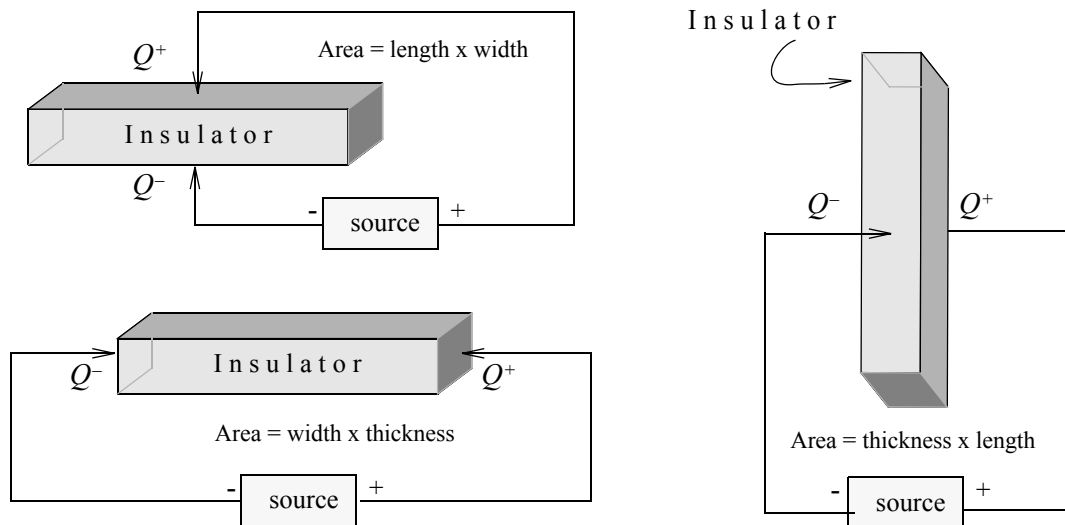 Q+
Area = length x width
Insulator
Q−
- source +
Insulator
Q− Q+
Area = width x thickness
- source +
Insulator
Q− Q+
Area = thickness x length
- source +